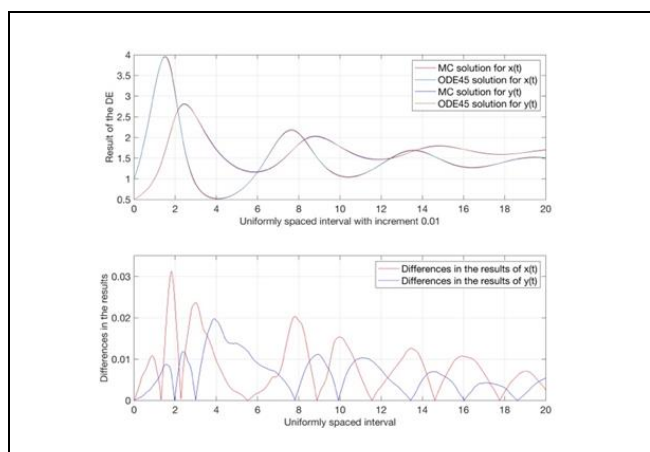 4
3.5
3
2.5
2
1.5
1
0.5
Result of the DE
MC solution for x(t)
ODE45 solution for x(t)
MC solution for y(t)
ODE45 solution for y(t)
0 2 4 6 8 10 12 14 16 18 20
Uniformly spaced interval with increment 0.01
0.03
0.02
0.01
0
Differences in the results
Differences in the results of x(t)
Differences in the results of y(t)
0 2 4 6 8 10 12 14 16 18 20
Uniformly spaced interval